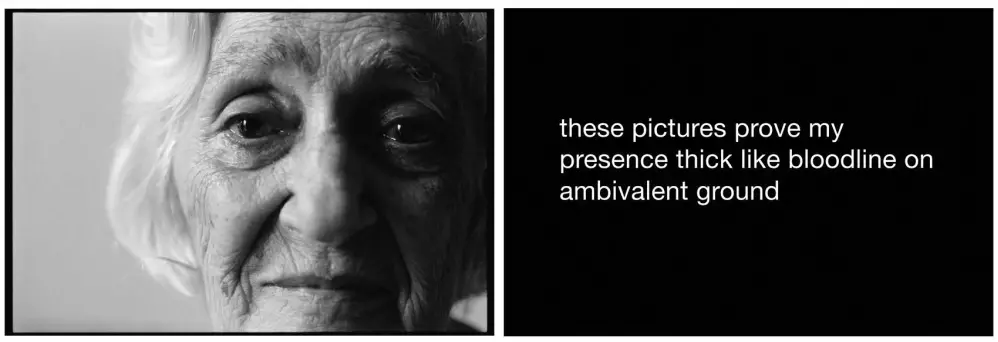 these pictures prove my
presence thick like bloodline on
ambivalent ground